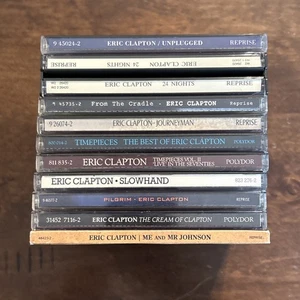 9 45024-2 ERIC CLAPTON / UNPLUGGED REPRISE
24 NIGHTS
ERIC CLAPTON 24 NIGHTS
9 45735-2 From The Cradle - ERIC CLAPTON Reprise
9 26074-2 ERIC CLAPTON · JOURNEYMAN REPRISE
TIMEPIECES THE BEST OF ERIC CLAPTON POLYDOR
811 835-2 ERIC CLAPTON TIMEPIECES VOL. II LIVE IN THE SEVENTIES POLYDOR
ERIC CLAPTON · SLOWHAND
PILGRIM · ERIC CLAPTON
31452 7116-2 ERIC CLAPTON THE CREAM OF CLAPTON POLYDOR
ERIC CLAPTON | ME AND MR JOHNSON REPRISE